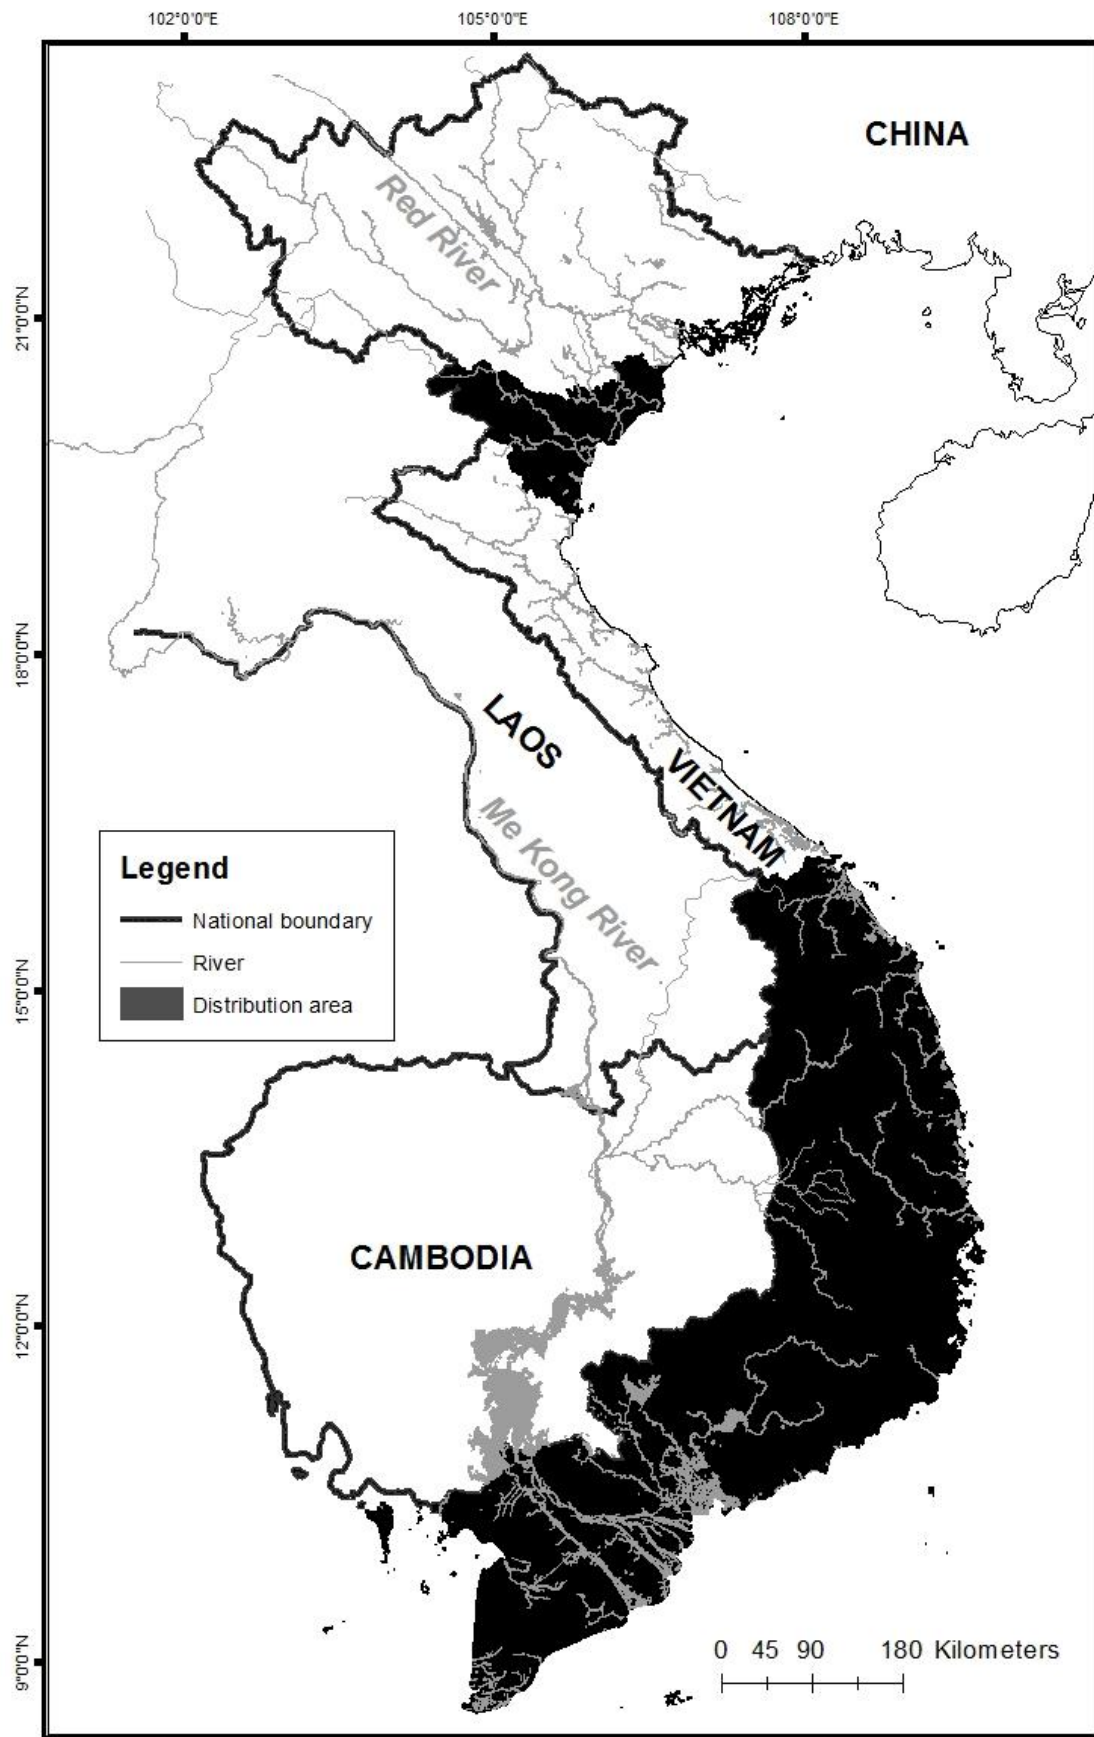 102°0'0"E
105°0'0"E
108°0'0"E
CHINA
Red River
21°0'0"N
18°0'0"N
LAOS
VIETNAM
Me Kong River
Legend
National boundary
River
Distribution area
15°0'0"N
CAMBODIA
12°0'0"N
9°0'0"N
0 45 90 180 Kilometers